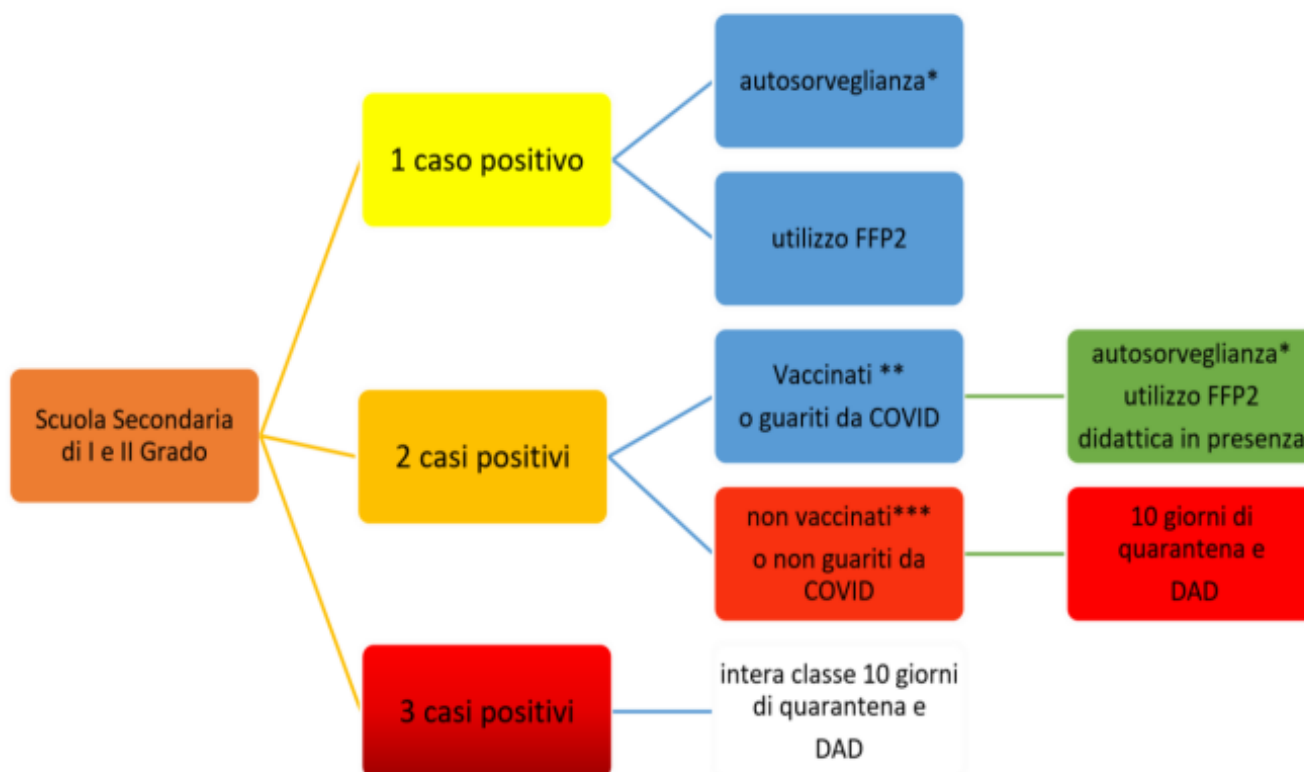 Scuola Secondaria
di I e II Grado
1 caso positivo
autosorveglianza*
utilizzo FFP2
2 casi positivi
Vaccinati **
o guariti da COVID
autosorveglianza*
utilizzo FFP2
didattica in presenza
non vaccinati***
o non guariti da
COVID
10 giorni di
quarantena e
DAD
3 casi positivi
intera classe 10 giorni
di quarantena e
DAD